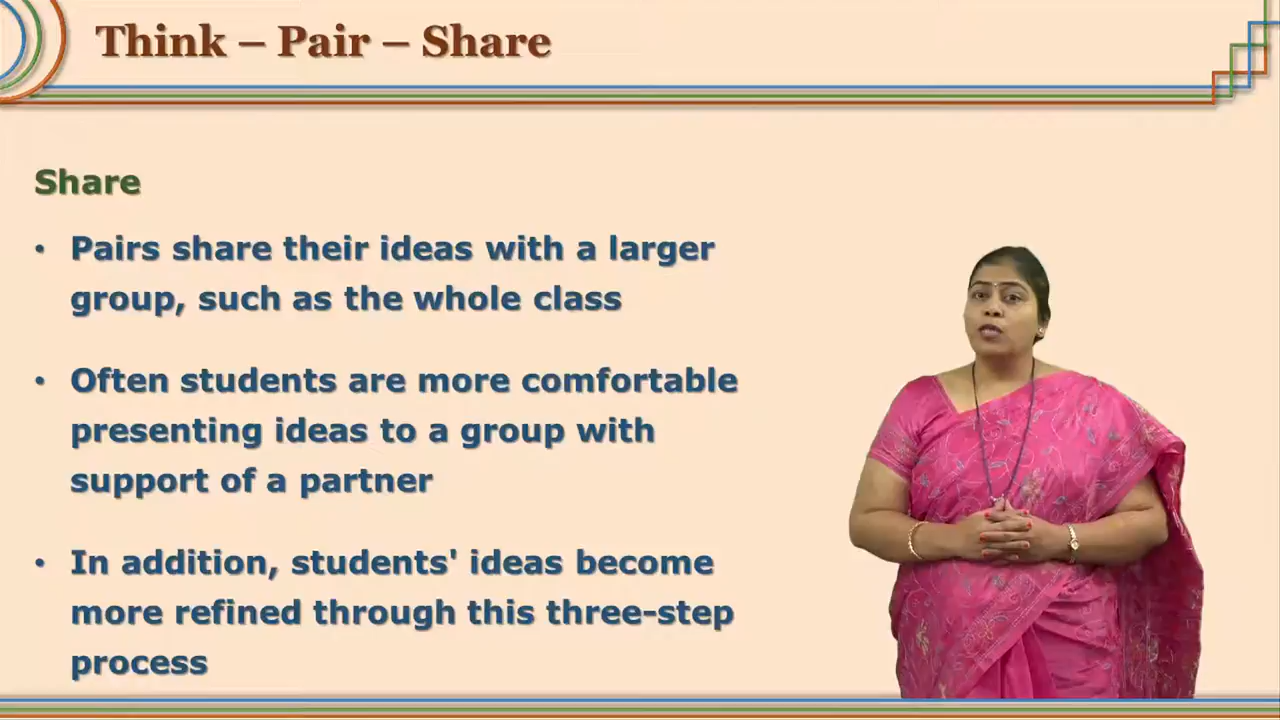 Think – Pair – Share
Share
• Pairs share their ideas with a larger
group, such as the whole class
• Often students are more comfortable
presenting ideas to a group with
support of a partner
• In addition, students' ideas become
more refined through this three-step
process